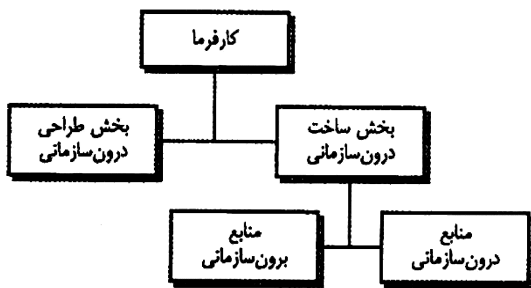 کارفرما
بخش ساخت
درون‌سازمانی
بخش طراحی
درون‌سازمانی
منابع
درون‌سازمانی
منابع
برون‌سازمانی